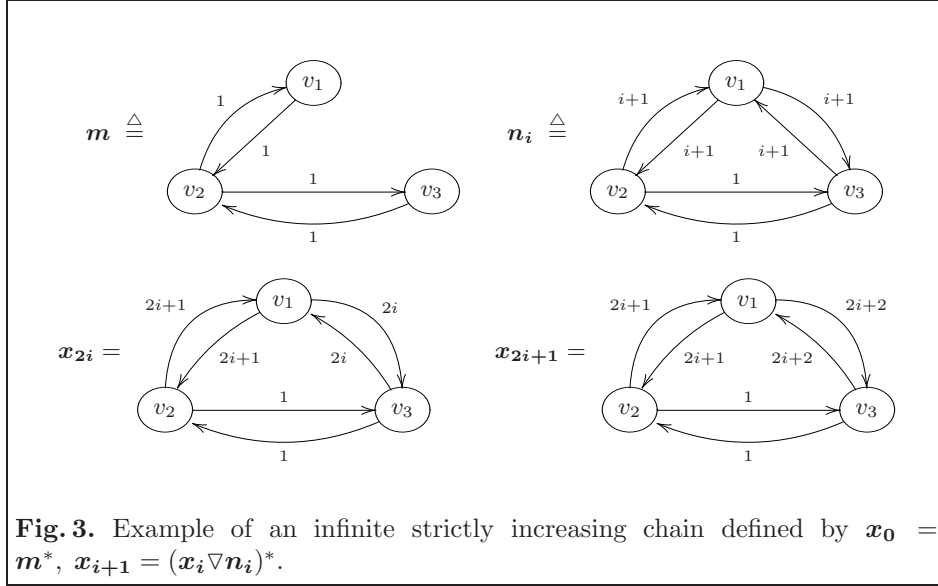 v₁
1
m ≜
1
1
v₂
v₃
1
v₁
i+1
i+1
nᵢ ≜
i+1
i+1
1
v₂
v₃
1
v₁
2i+1
2i
x₂ᵢ =
2i+1
2i
1
v₂
v₃
1
v₁
2i+1
2i+2
x₂ᵢ₊₁ =
2i+1
2i+2
1
v₂
v₃
1
Fig. 3. Example of an infinite strictly increasing chain defined by x₀ =
m*, xᵢ₊₁ = (xᵢ▽nᵢ)*.